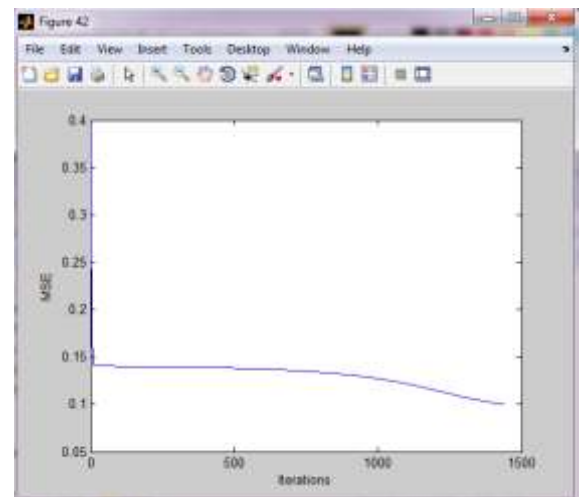 Figure 42
File Edit View Insert Tools Desktop Window Help
0.4
0.35
0.3
0.25
0.2
0.15
0.1
0.05
MSE
0 500 1000 1500
Iterations